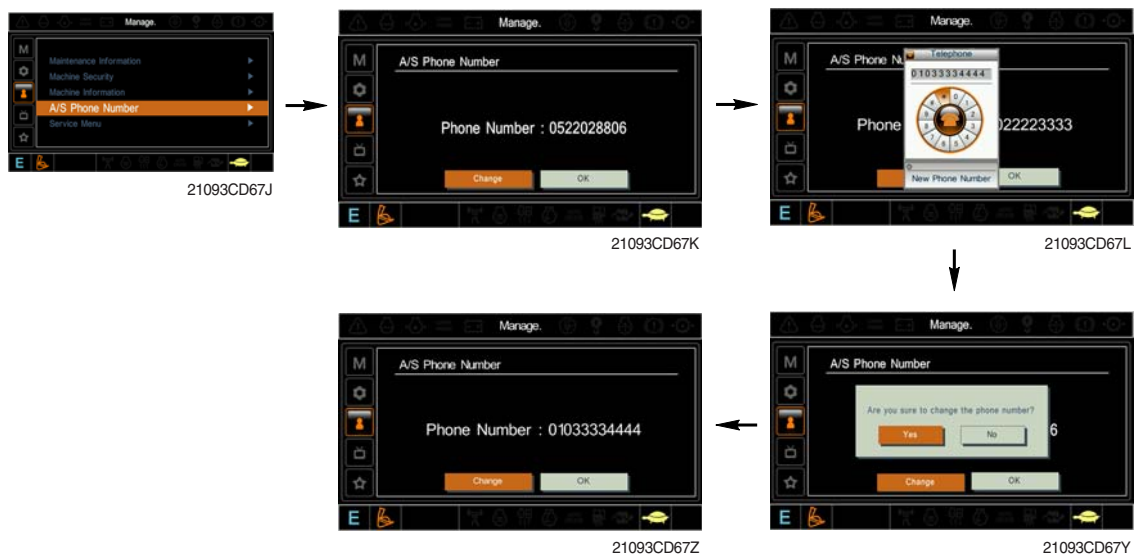 Manage.
M
Maintenance Information
Machine Security
Machine Information
A/S Phone Number
Service Menu
E
21093CD67J
Manage.
M
A/S Phone Number
Phone Number : 0522028806
Change
OK
E
21093CD67K
Manage.
M
A/S Phone Nu
Telephone
01033334444
Phone
022223333
New Phone Number
OK
E
21093CD67L
Manage.
M
A/S Phone Number
Phone Number : 01033334444
Change
OK
E
21093CD67Z
Manage.
M
A/S Phone Number
Are you sure to change the phone number?
Yes
No
6
Change
OK
E
21093CD67Y